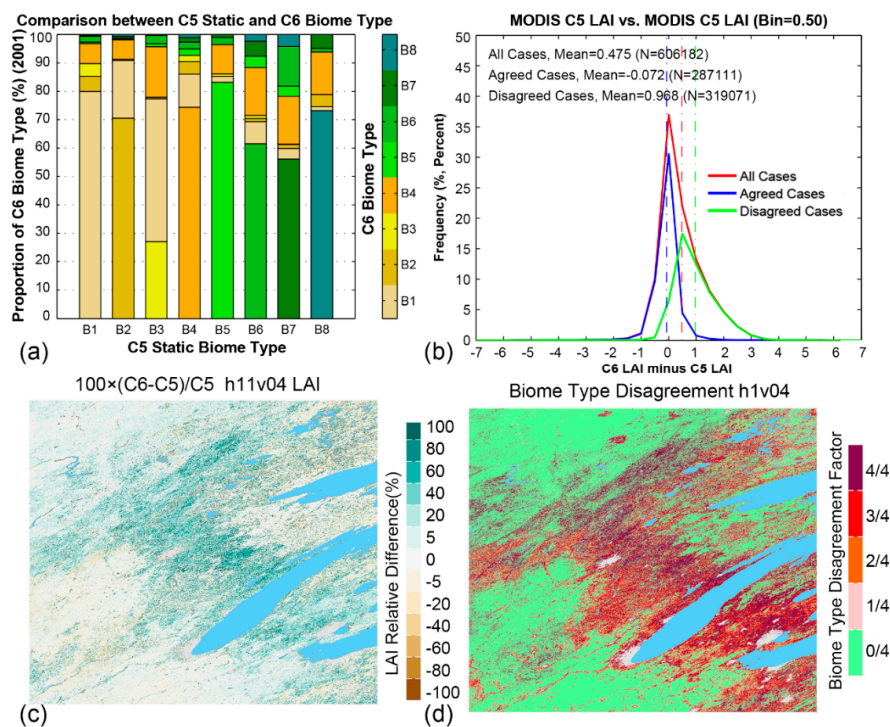 Comparison between C5 Static and C6 Biome Type
Proportion of C6 Biome Type (%) (2001)
100
90
80
70
60
50
40
30
20
10
0
B1 B2 B3 B4 B5 B6 B7 B8
C5 Static Biome Type
(a)
C6 Biome Type
B8
B7
B6
B5
B4
B3
B2
B1
MODIS C5 LAI vs. MODIS C5 LAI (Bin=0.50)
All Cases, Mean=0.475 (N=606182)
Agreed Cases, Mean=-0.072 (N=287111)
Disagreed Cases, Mean=0.968 (N=319071)
All Cases
Agreed Cases
Disagreed Cases
Frequency (%, Percent)
50
45
50
35
30
25
20
15
10
5
0
-7 -6 -5 -4 -3 -2 -1 0 1 2 3 4 5 6 7
C6 LAI minus C5 LAI
(b)
100×(C6-C5)/C5 h11v04 LAI
LAI Relative Difference(%)
100
80
60
40
20
5
0
-5
-20
-40
-60
-80
-100
(c)
Biome Type Disagreement h1v04
Biome Type Disagreement Factor
4/4
3/4
2/4
1/4
0/4
(d)